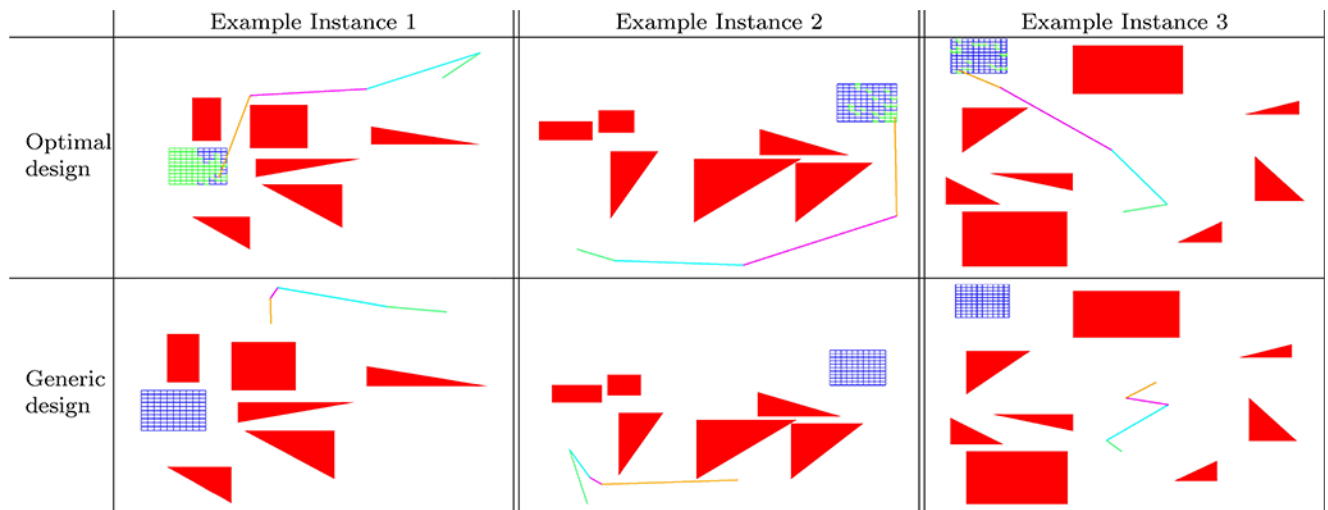 Example Instance 1
Example Instance 2
Example Instance 3
Optimal
design
Generic
design